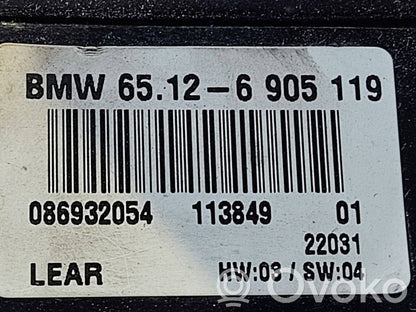 BMW 65.12-6 905 119
086932054 113849 01
22031
LEAR HW:03 / SW:04
Ovoko